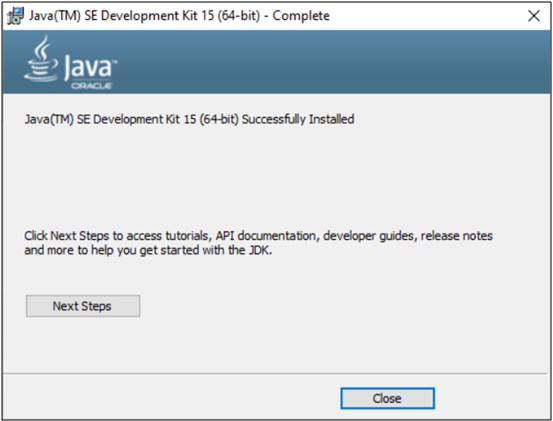 Java(TM) SE Development Kit 15 (64-bit) - Complete
Java™
ORACLE
Java(TM) SE Development Kit 15 (64-bit) Successfully Installed
Click Next Steps to access tutorials, API documentation, developer guides, release notes
and more to help you get started with the JDK.
Next Steps
Close